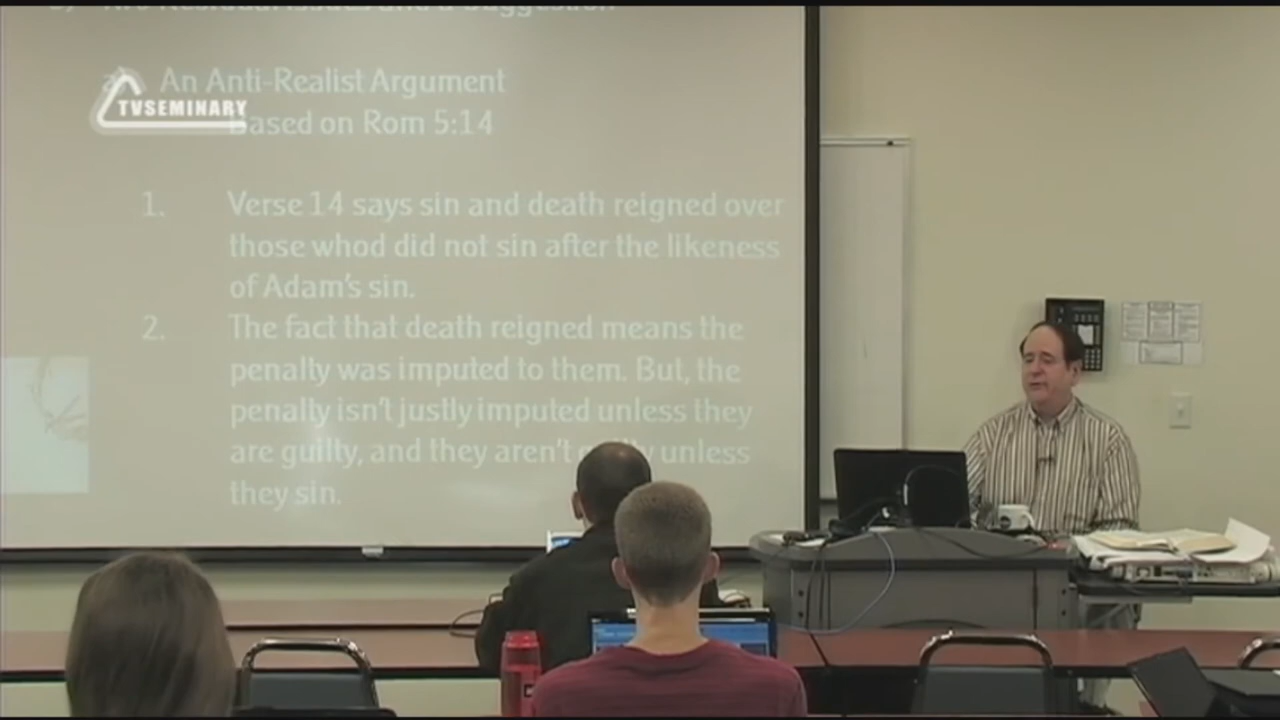 An Anti-Realist Argument
TVSEMINARY
Based on Rom 5:14
1. Verse 14 says sin and death reigned over
those whod did not sin after the likeness
of Adam's sin.
2. The fact that death reigned means the
penalty was imputed to them. But, the
penalty isn't justly imputed unless they
are guilty, and they aren't unless
they sin.